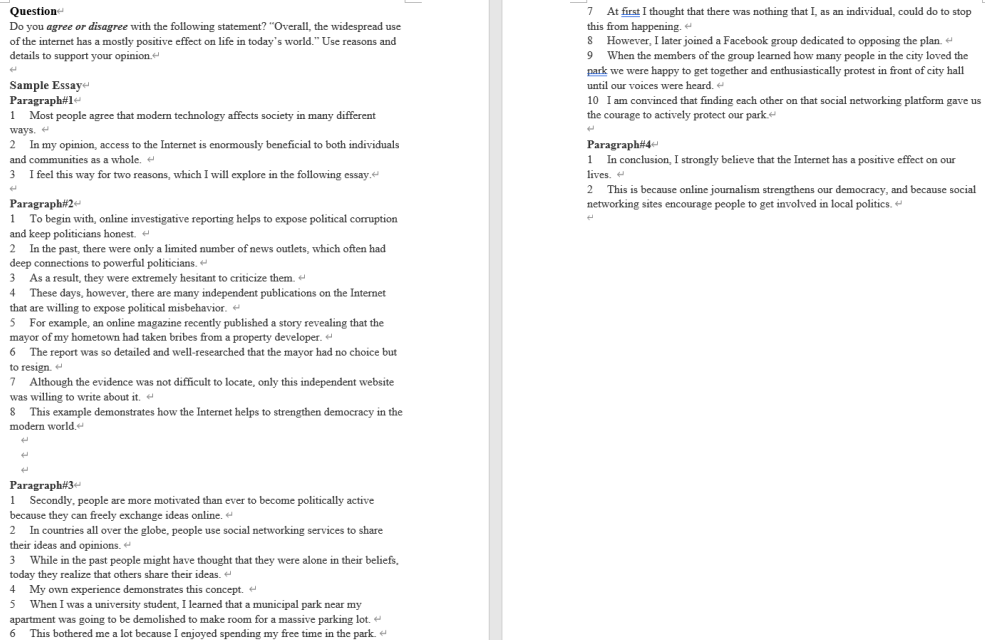 Question
Do you agree or disagree with the following statement? “Overall, the widespread use
of the internet has a mostly positive effect on life in today’s world.” Use reasons and
details to support your opinion.
Sample Essay
Paragraph#1
1 Most people agree that modern technology affects society in many different
ways.
2 In my opinion, access to the Internet is enormously beneficial to both individuals
and communities as a whole.
3 I feel this way for two reasons, which I will explore in the following essay.
Paragraph#2
1 To begin with, online investigative reporting helps to expose political corruption
and keep politicians honest.
2 In the past, there were only a limited number of news outlets, which often had
deep connections to powerful politicians.
3 As a result, they were extremely hesitant to criticize them.
4 These days, however, there are many independent publications on the Internet
that are willing to expose political misbehavior.
5 For example, an online magazine recently published a story revealing that the
mayor of my hometown had taken bribes from a property developer.
6 The report was so detailed and well-researched that the mayor had no choice but
to resign.
7 Although the evidence was not difficult to locate, only this independent website
was willing to write about it.
8 This example demonstrates how the Internet helps to strengthen democracy in the
modern world.
Paragraph#3
1 Secondly, people are more motivated than ever to become politically active
because they can freely exchange ideas online.
2 In countries all over the globe, people use social networking services to share
their ideas and opinions.
3 While in the past people might have thought that they were alone in their beliefs,
today they realize that others share their ideas.
4 My own experience demonstrates this concept.
5 When I was a university student, I learned that a municipal park near my
apartment was going to be demolished to make room for a massive parking lot.
6 This bothered me a lot because I enjoyed spending my free time in the park.
7 At first I thought that there was nothing that I, as an individual, could do to stop
this from happening.
8 However, I later joined a Facebook group dedicated to opposing the plan.
9 When the members of the group learned how many people in the city loved the
park we were happy to get together and enthusiastically protest in front of city hall
until our voices were heard.
10 I am convinced that finding each other on that social networking platform gave us
the courage to actively protect our park.
Paragraph#4
1 In conclusion, I strongly believe that the Internet has a positive effect on our
lives.
2 This is because online journalism strengthens our democracy, and because social
networking sites encourage people to get involved in local politics.